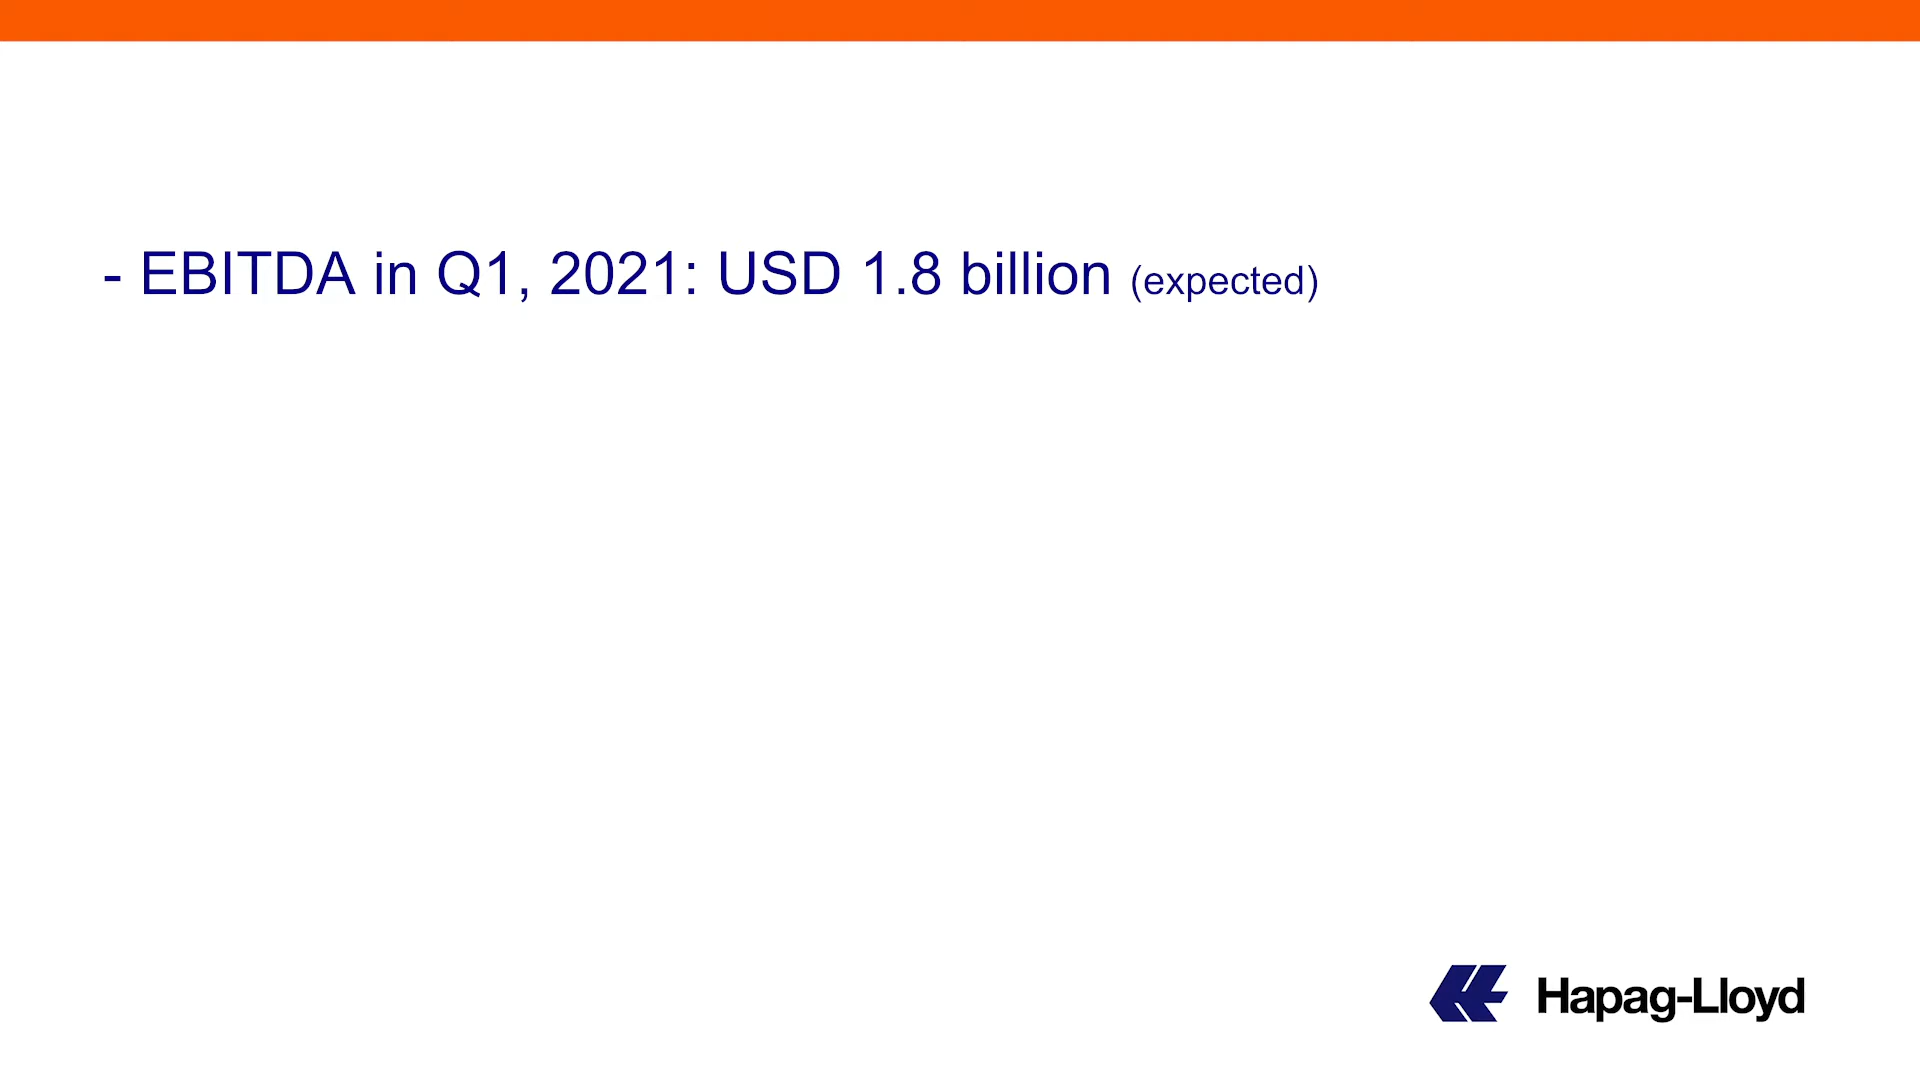 - EBITDA in Q1, 2021: USD 1.8 billion (expected)
Hapag-Lloyd